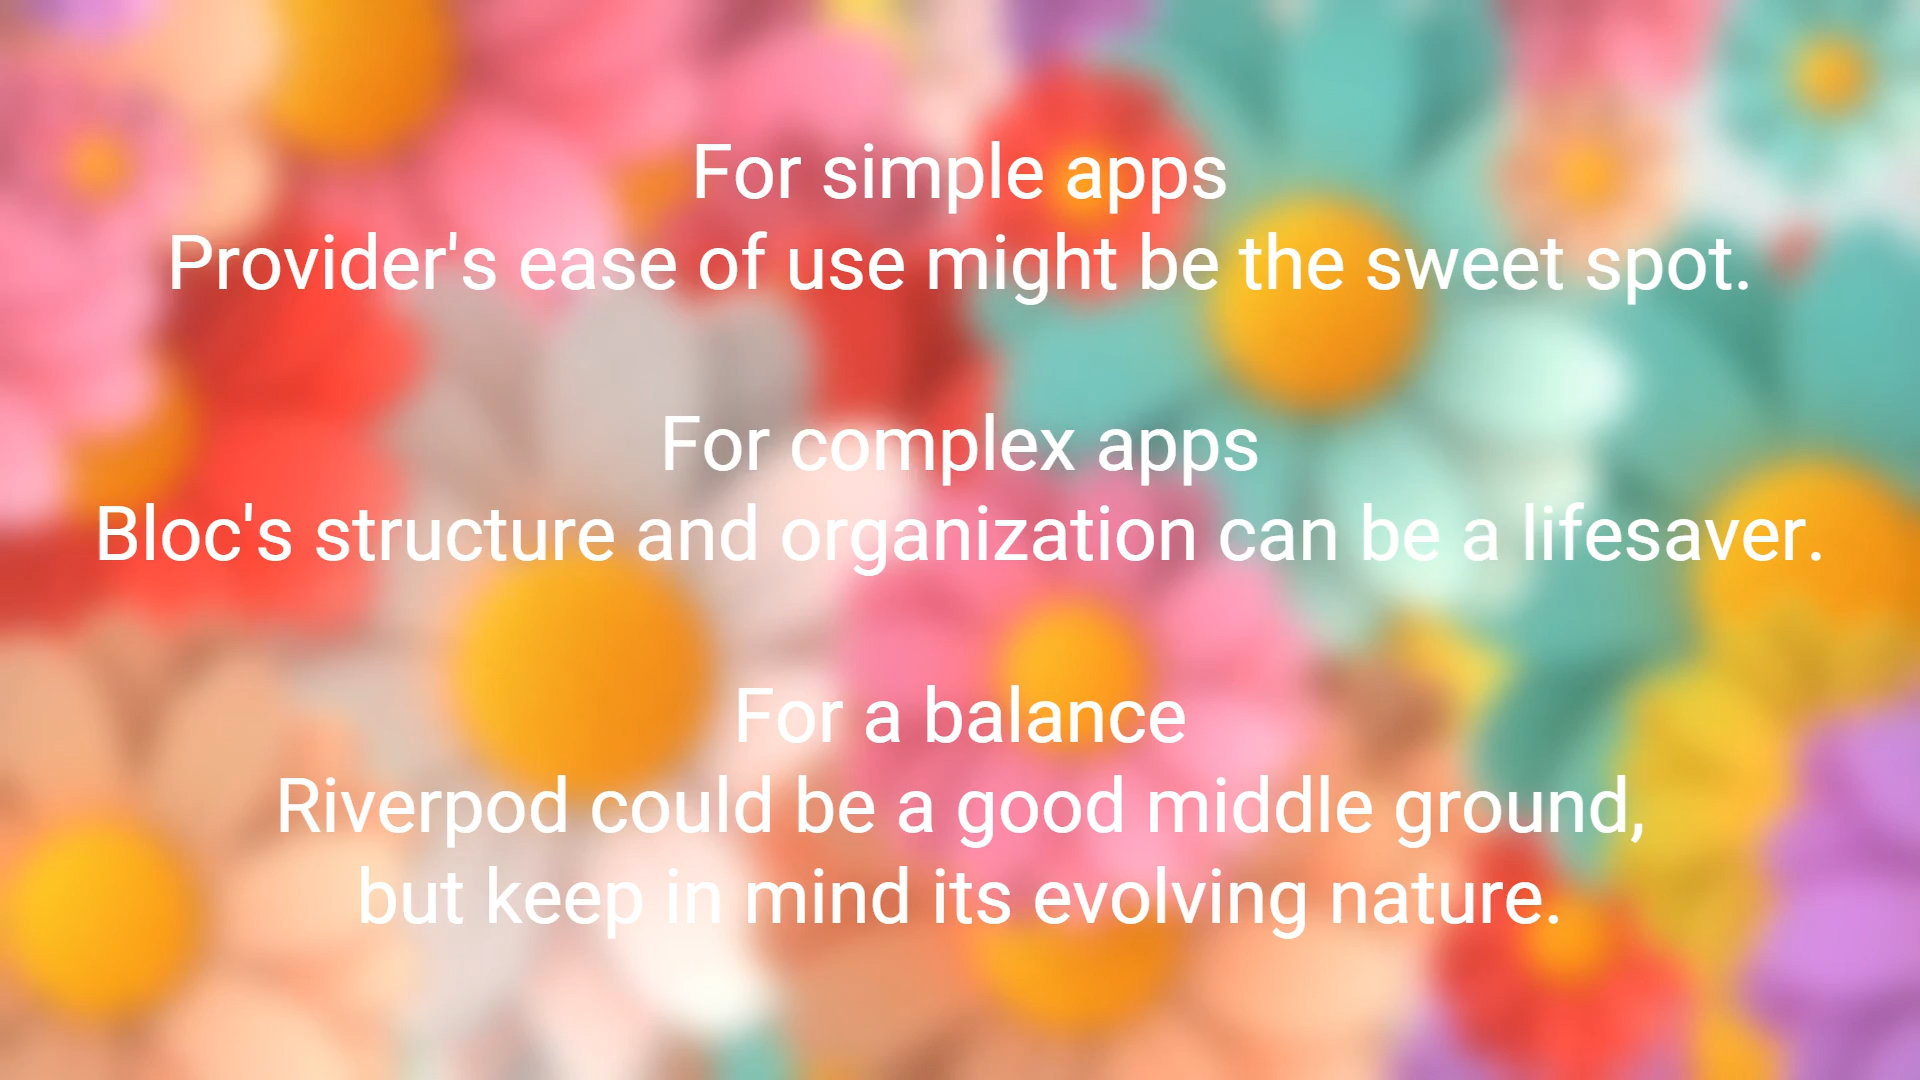 For simple apps
Provider's ease of use might be the sweet spot.
For complex apps
Bloc's structure and organization can be a lifesaver.
For a balance
Riverpod could be a good middle ground,
but keep in mind its evolving nature.